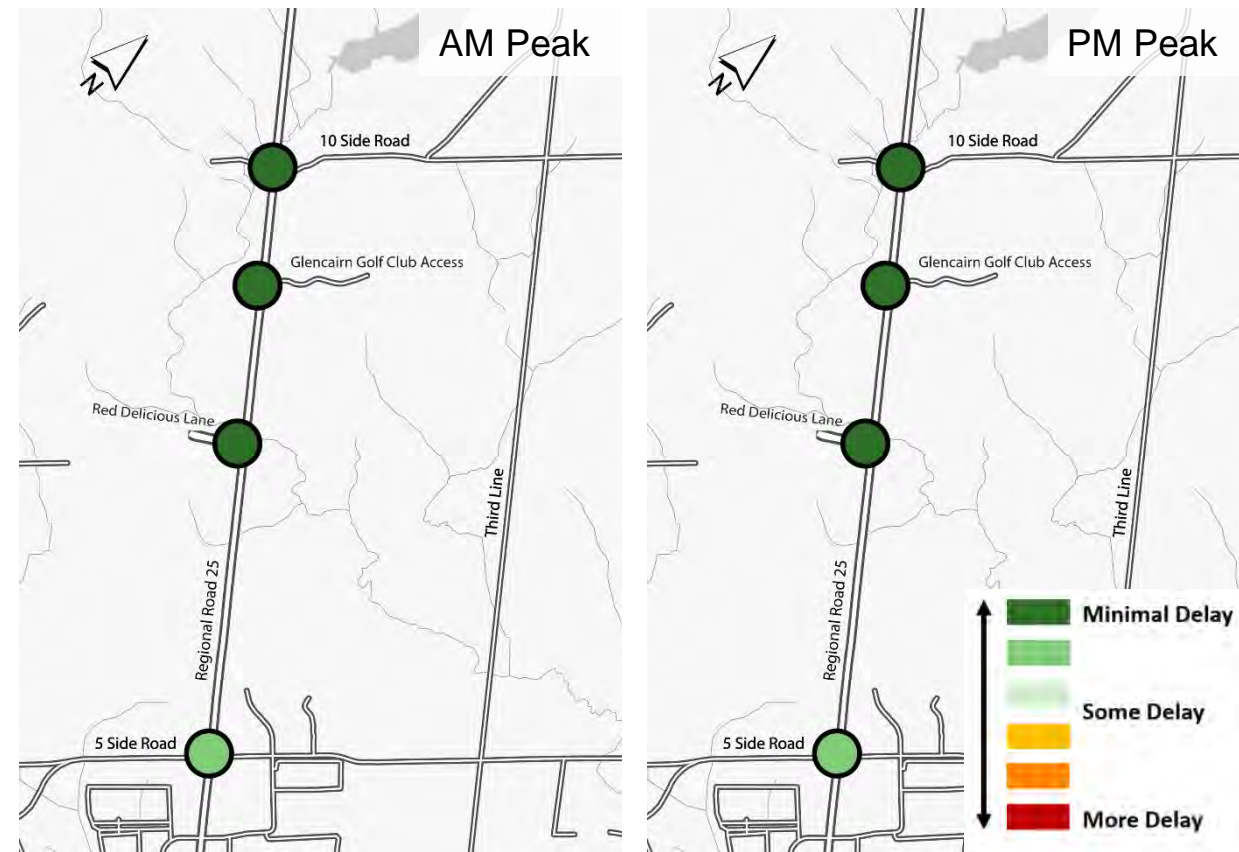 AM Peak
N
10 Side Road
Glencairn Golf Club Access
Red Delicious Lane
Third Line
Regional Road 25
5 Side Road
PM Peak
N
10 Side Road
Glencairn Golf Club Access
Red Delicious Lane
Third Line
Regional Road 25
5 Side Road
Minimal Delay
Some Delay
More Delay